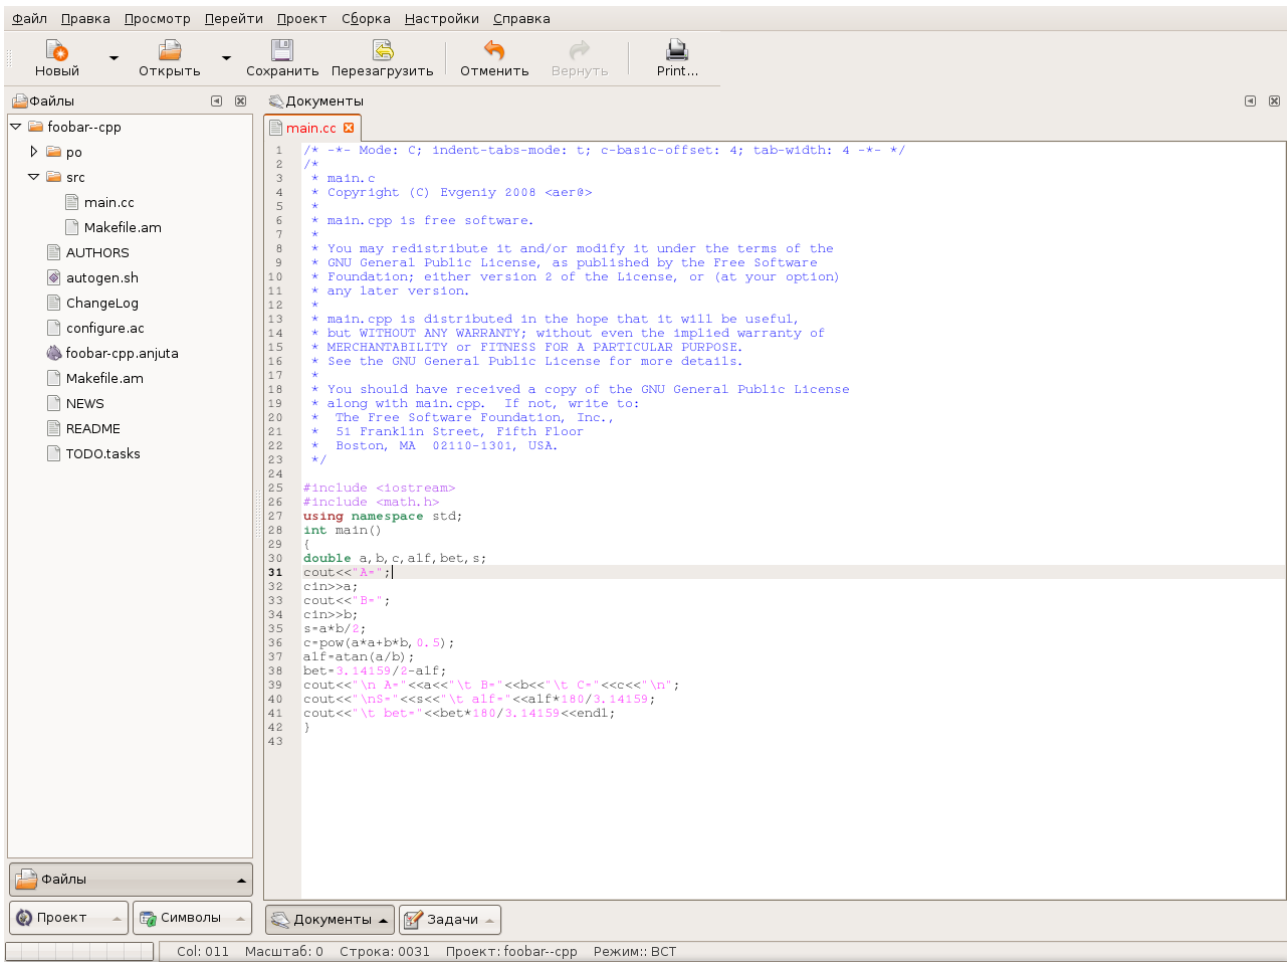 Файл Правка Просмотр Перейти Проект Сборка Настройки Справка
Новый Открыть Сохранить Перезагрузить Отменить Вернуть Print...
Файлы
foobar--cpp
po
src
main.cc
Makefile.am
AUTHORS
autogen.sh
ChangeLog
configure.ac
foobar-cpp.anjuta
Makefile.am
NEWS
README
TODO.tasks
Файлы
Проект Символы
Документы
main.cc
1 /* -*- Mode: C; indent-tabs-mode: t; c-basic-offset: 4; tab-width: 4 -*- */
2 /*
3  * main.c
4  * Copyright (C) Evgeniy 2008 <aer@>
5  *
6  * main.cpp is free software.
7  *
8  * You may redistribute it and/or modify it under the terms of the
9  * GNU General Public License, as published by the Free Software
10  * Foundation; either version 2 of the License, or (at your option)
11  * any later version.
12  *
13  * main.cpp is distributed in the hope that it will be useful,
14  * but WITHOUT ANY WARRANTY; without even the implied warranty of
15  * MERCHANTABILITY or FITNESS FOR A PARTICULAR PURPOSE.
16  * See the GNU General Public License for more details.
17  *
18  * You should have received a copy of the GNU General Public License
19  * along with main.cpp.  If not, write to:
20  *  The Free Software Foundation, Inc.,
21  *  51 Franklin Street, Fifth Floor
22  *  Boston, MA  02110-1301, USA.
23  */
24
25 #include <iostream>
26 #include <math.h>
27 using namespace std;
28 int main()
29 {
30 double a,b,c,alf,bet,s;
31 cout<<"A=";
32 cin>>a;
33 cout<<"B=";
34 cin>>b;
35 s=a*b/2;
36 c=pow(a*a+b*b,0.5);
37 alf=atan(a/b);
38 bet=3.14159/2-alf;
39 cout<<"\n A="<<a<<"\t B="<<b<<"\t C="<<c<<"\n";
40 cout<<"\nS="<<s<<"\t alf="<<alf*180/3.14159;
41 cout<<"\t bet="<<bet*180/3.14159<<endl;
42 }
43
Документы Задачи
Col: 011 Масштаб: 0 Строка: 0031 Проект: foobar--cpp Режим:: ВСТ